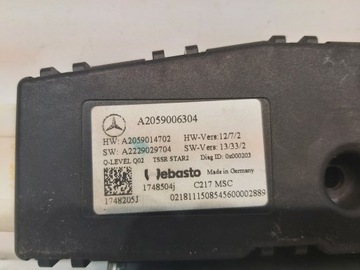 A2059006304
HW: A2059014702 HW-Vers:12/7/2
SW: A2229029704 SW-Vers: 13/33/2
Q-LEVEL Q02 TSSR STAR2 Diag ID: 0x000203
Webasto Made in Germany
1748504j C217 MSC
1748205J 0218111508545600002889